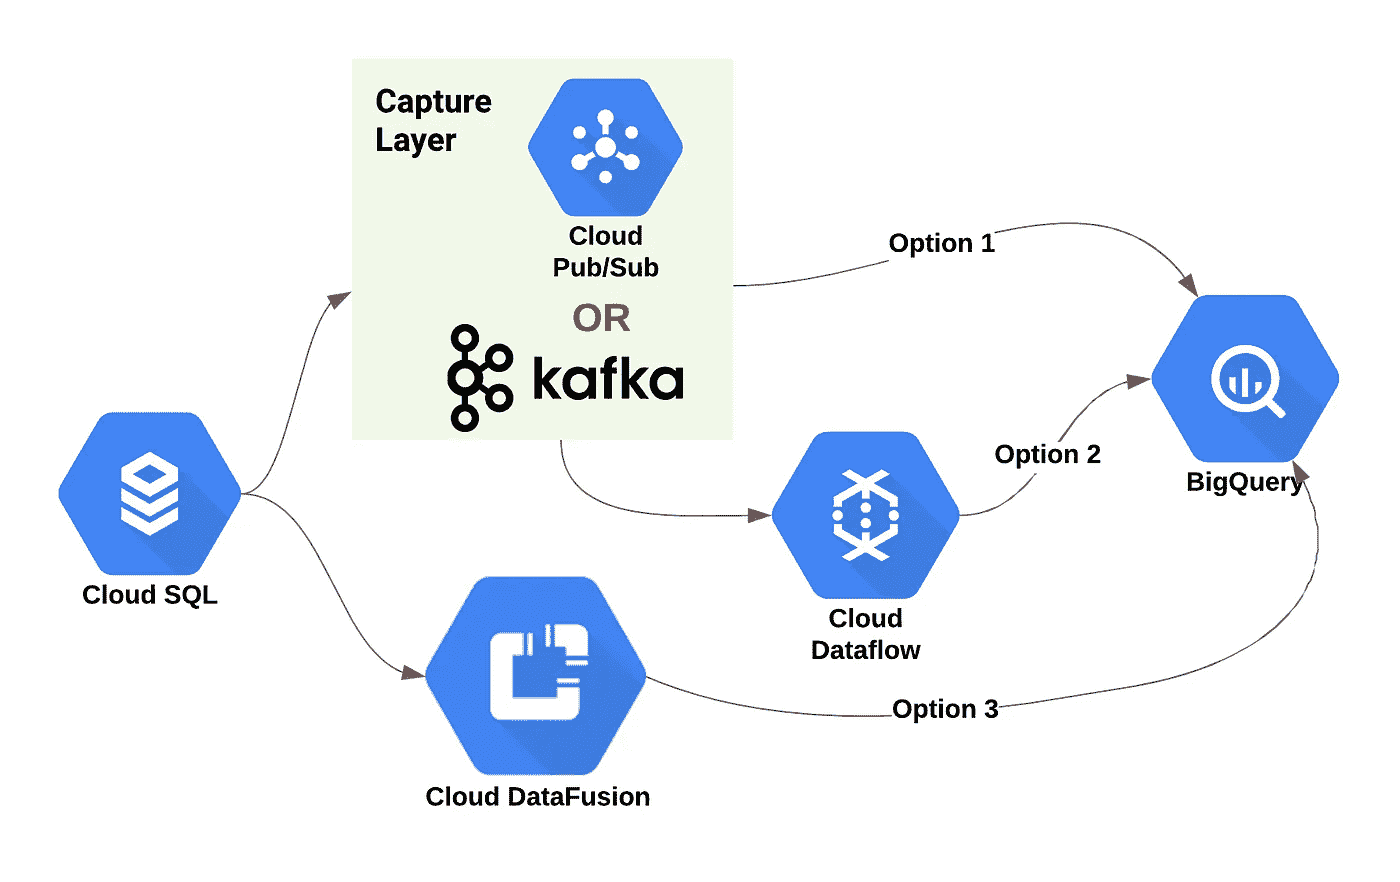 Capture
Layer
Cloud
Pub/Sub
OR
kafka
Option 1
Option 2
BigQuery
Cloud SQL
Cloud
Dataflow
Option 3
Cloud DataFusion